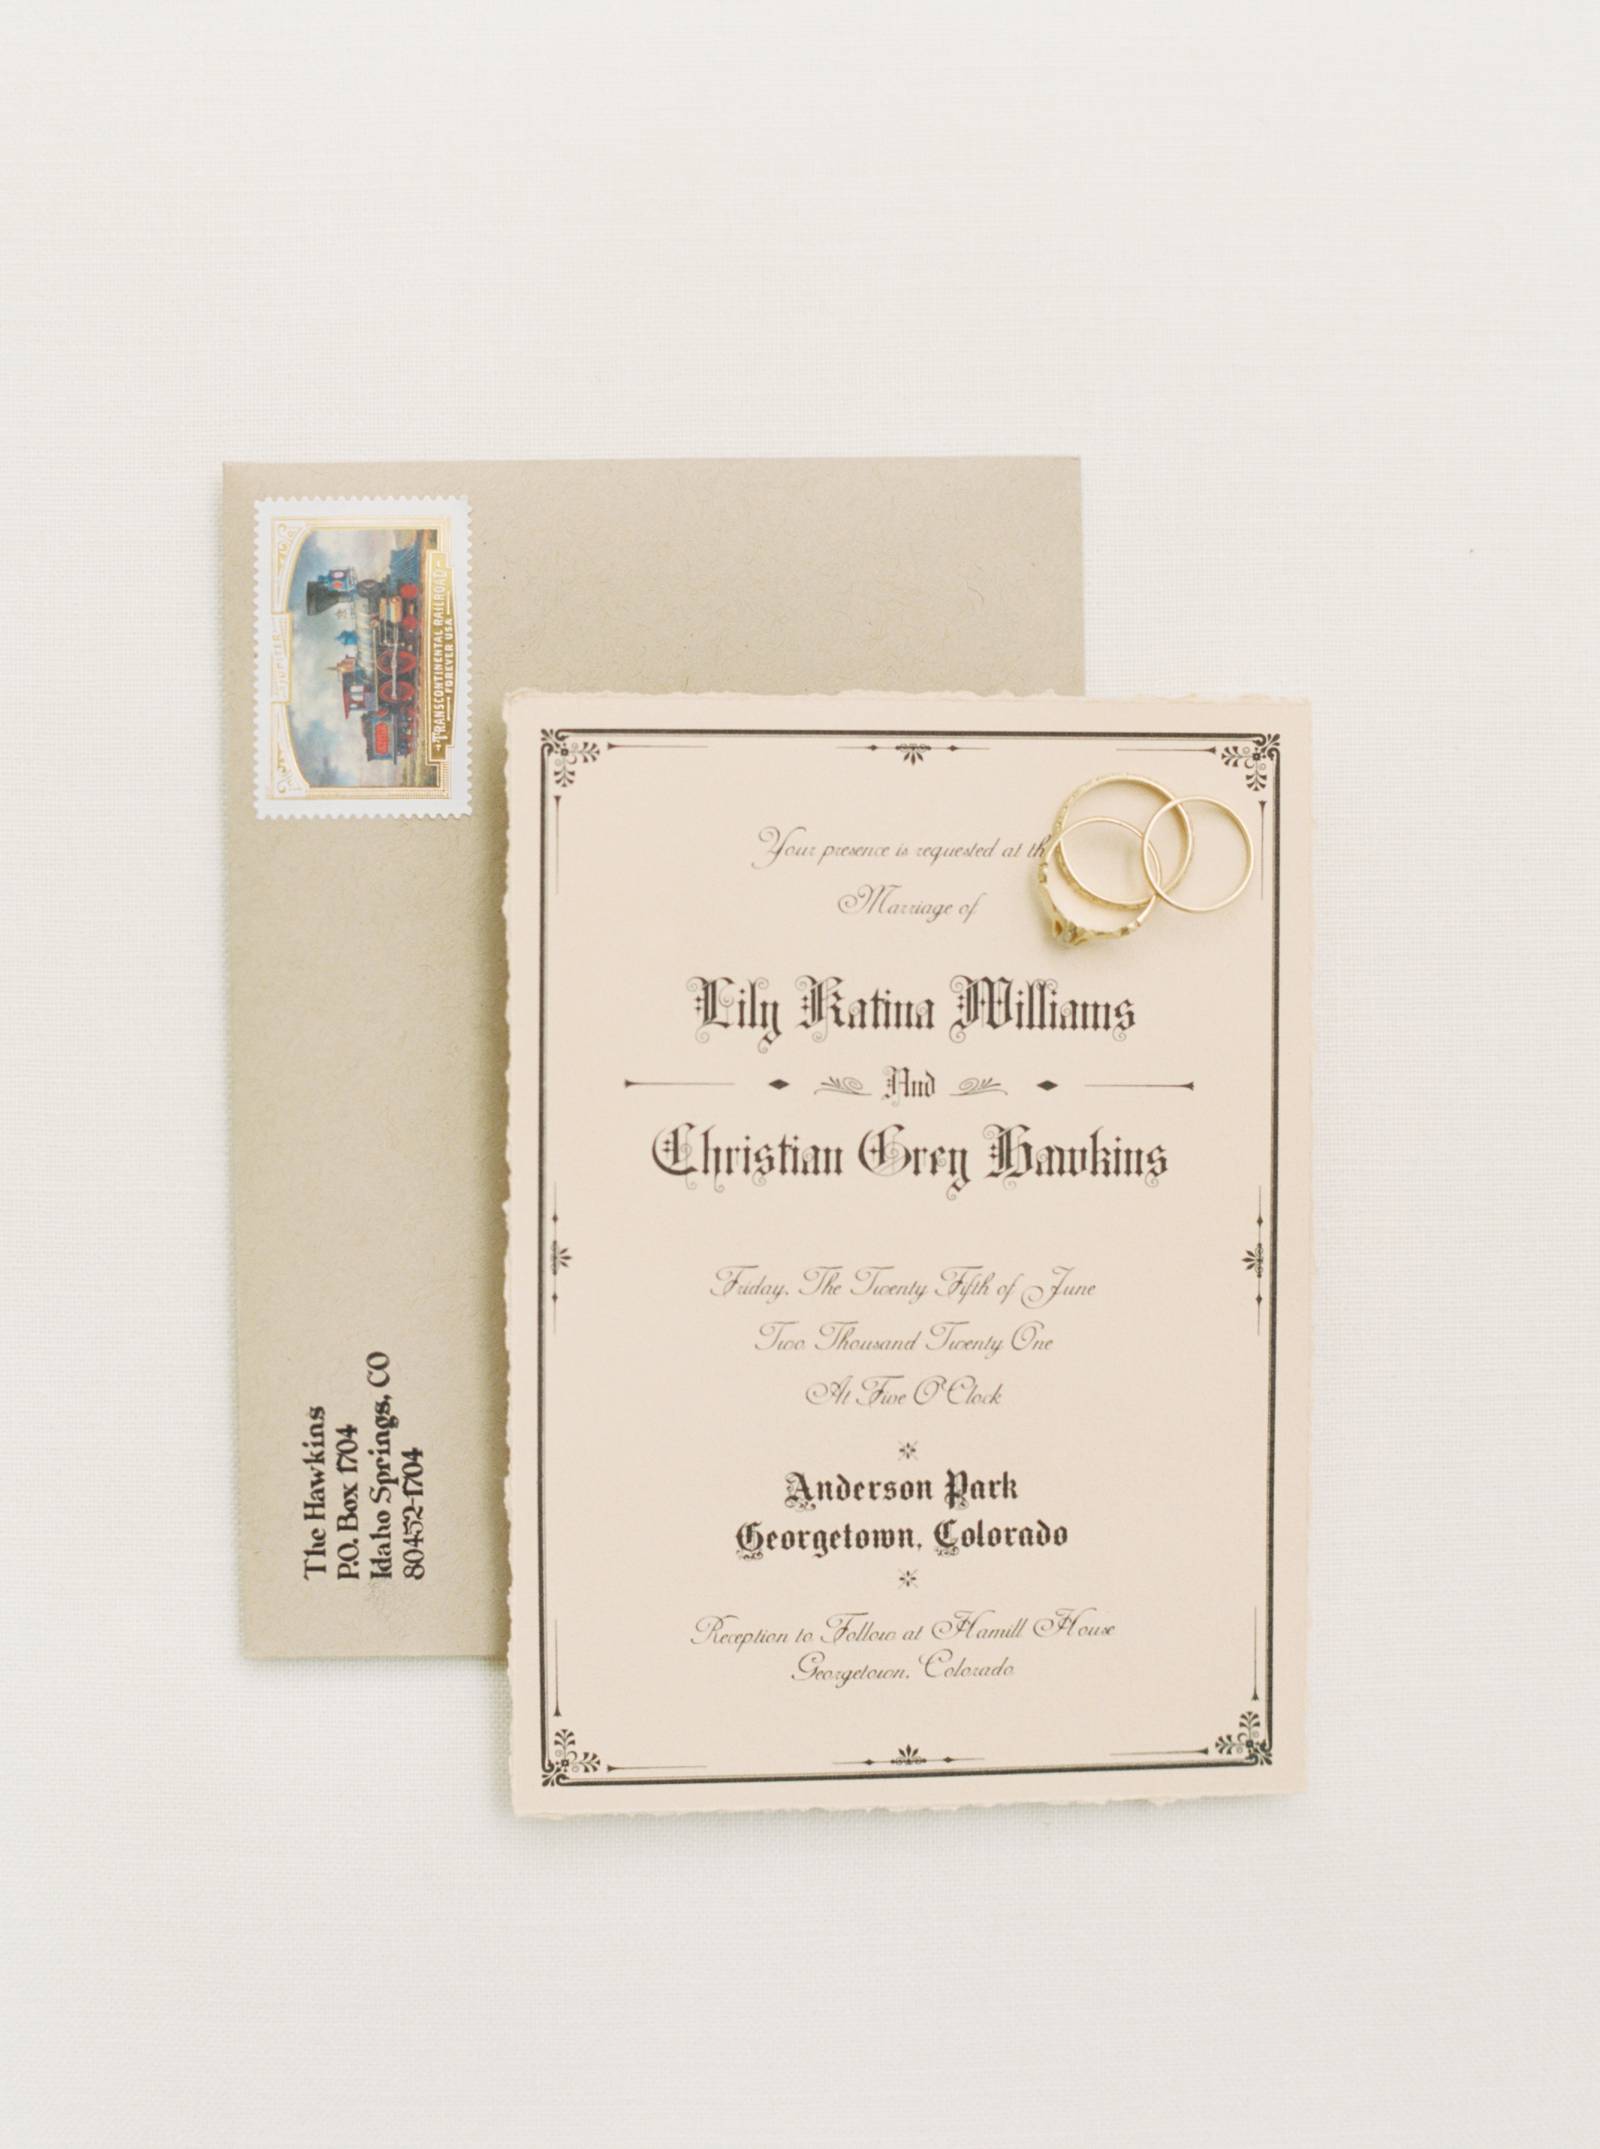 JUPITER
TRANSCONTINENTAL RAILROAD
FOREVER USA
The Hawkins
P.O. Box 1704
Idaho Springs, CO
80452-1704
Your presence is requested at th
Marriage of
Lily Katina Williams
And
Christian Grey Hawkins
Friday, The Twenty Fifth of June
Two Thousand Twenty One
At Five O'Clock
Anderson Park
Georgetown, Colorado
Reception to Follow at Hamill House
Georgetown, Colorado